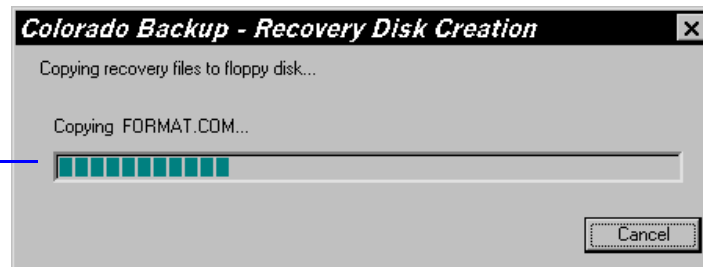 Colorado Backup - Recovery Disk Creation
Copying recovery files to floppy disk...
Copying FORMAT.COM...
Cancel